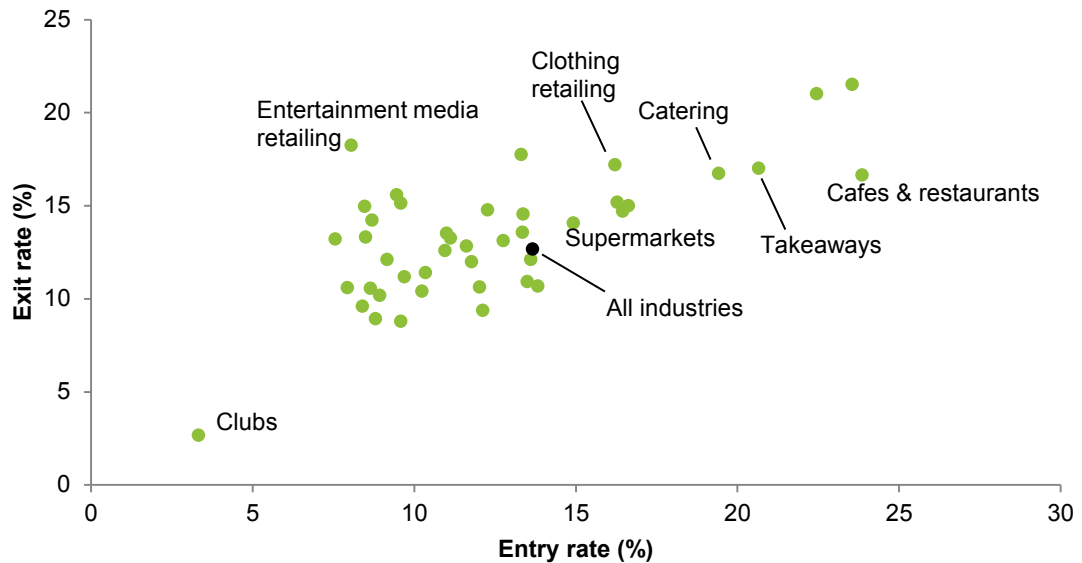 25
20
15
10
5
0
Exit rate (%)
Entertainment media
retailing
Clothing
retailing
Catering
Cafes & restaurants
Supermarkets
Takeaways
All industries
Clubs
0 5 10 15 20 25 30
Entry rate (%)